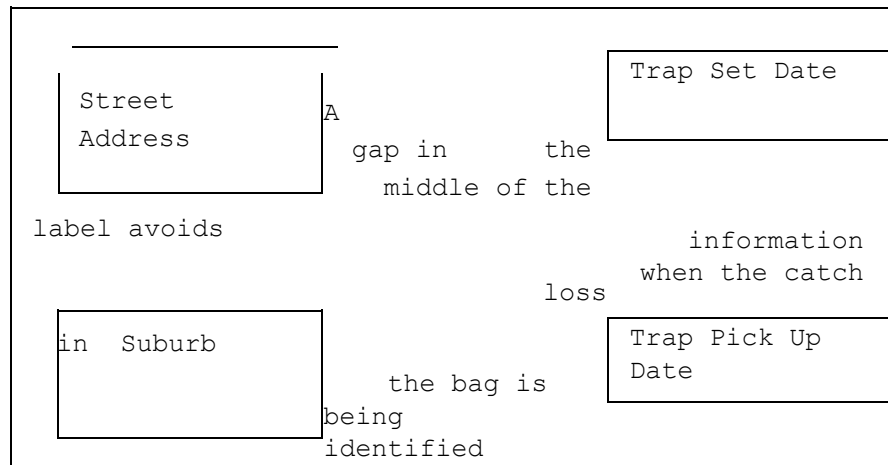 Street
Address
A
gap in the
middle of the
label avoids
loss
in Suburb
the bag is
being
identified
Trap Set Date
information
when the catch
Trap Pick Up
Date